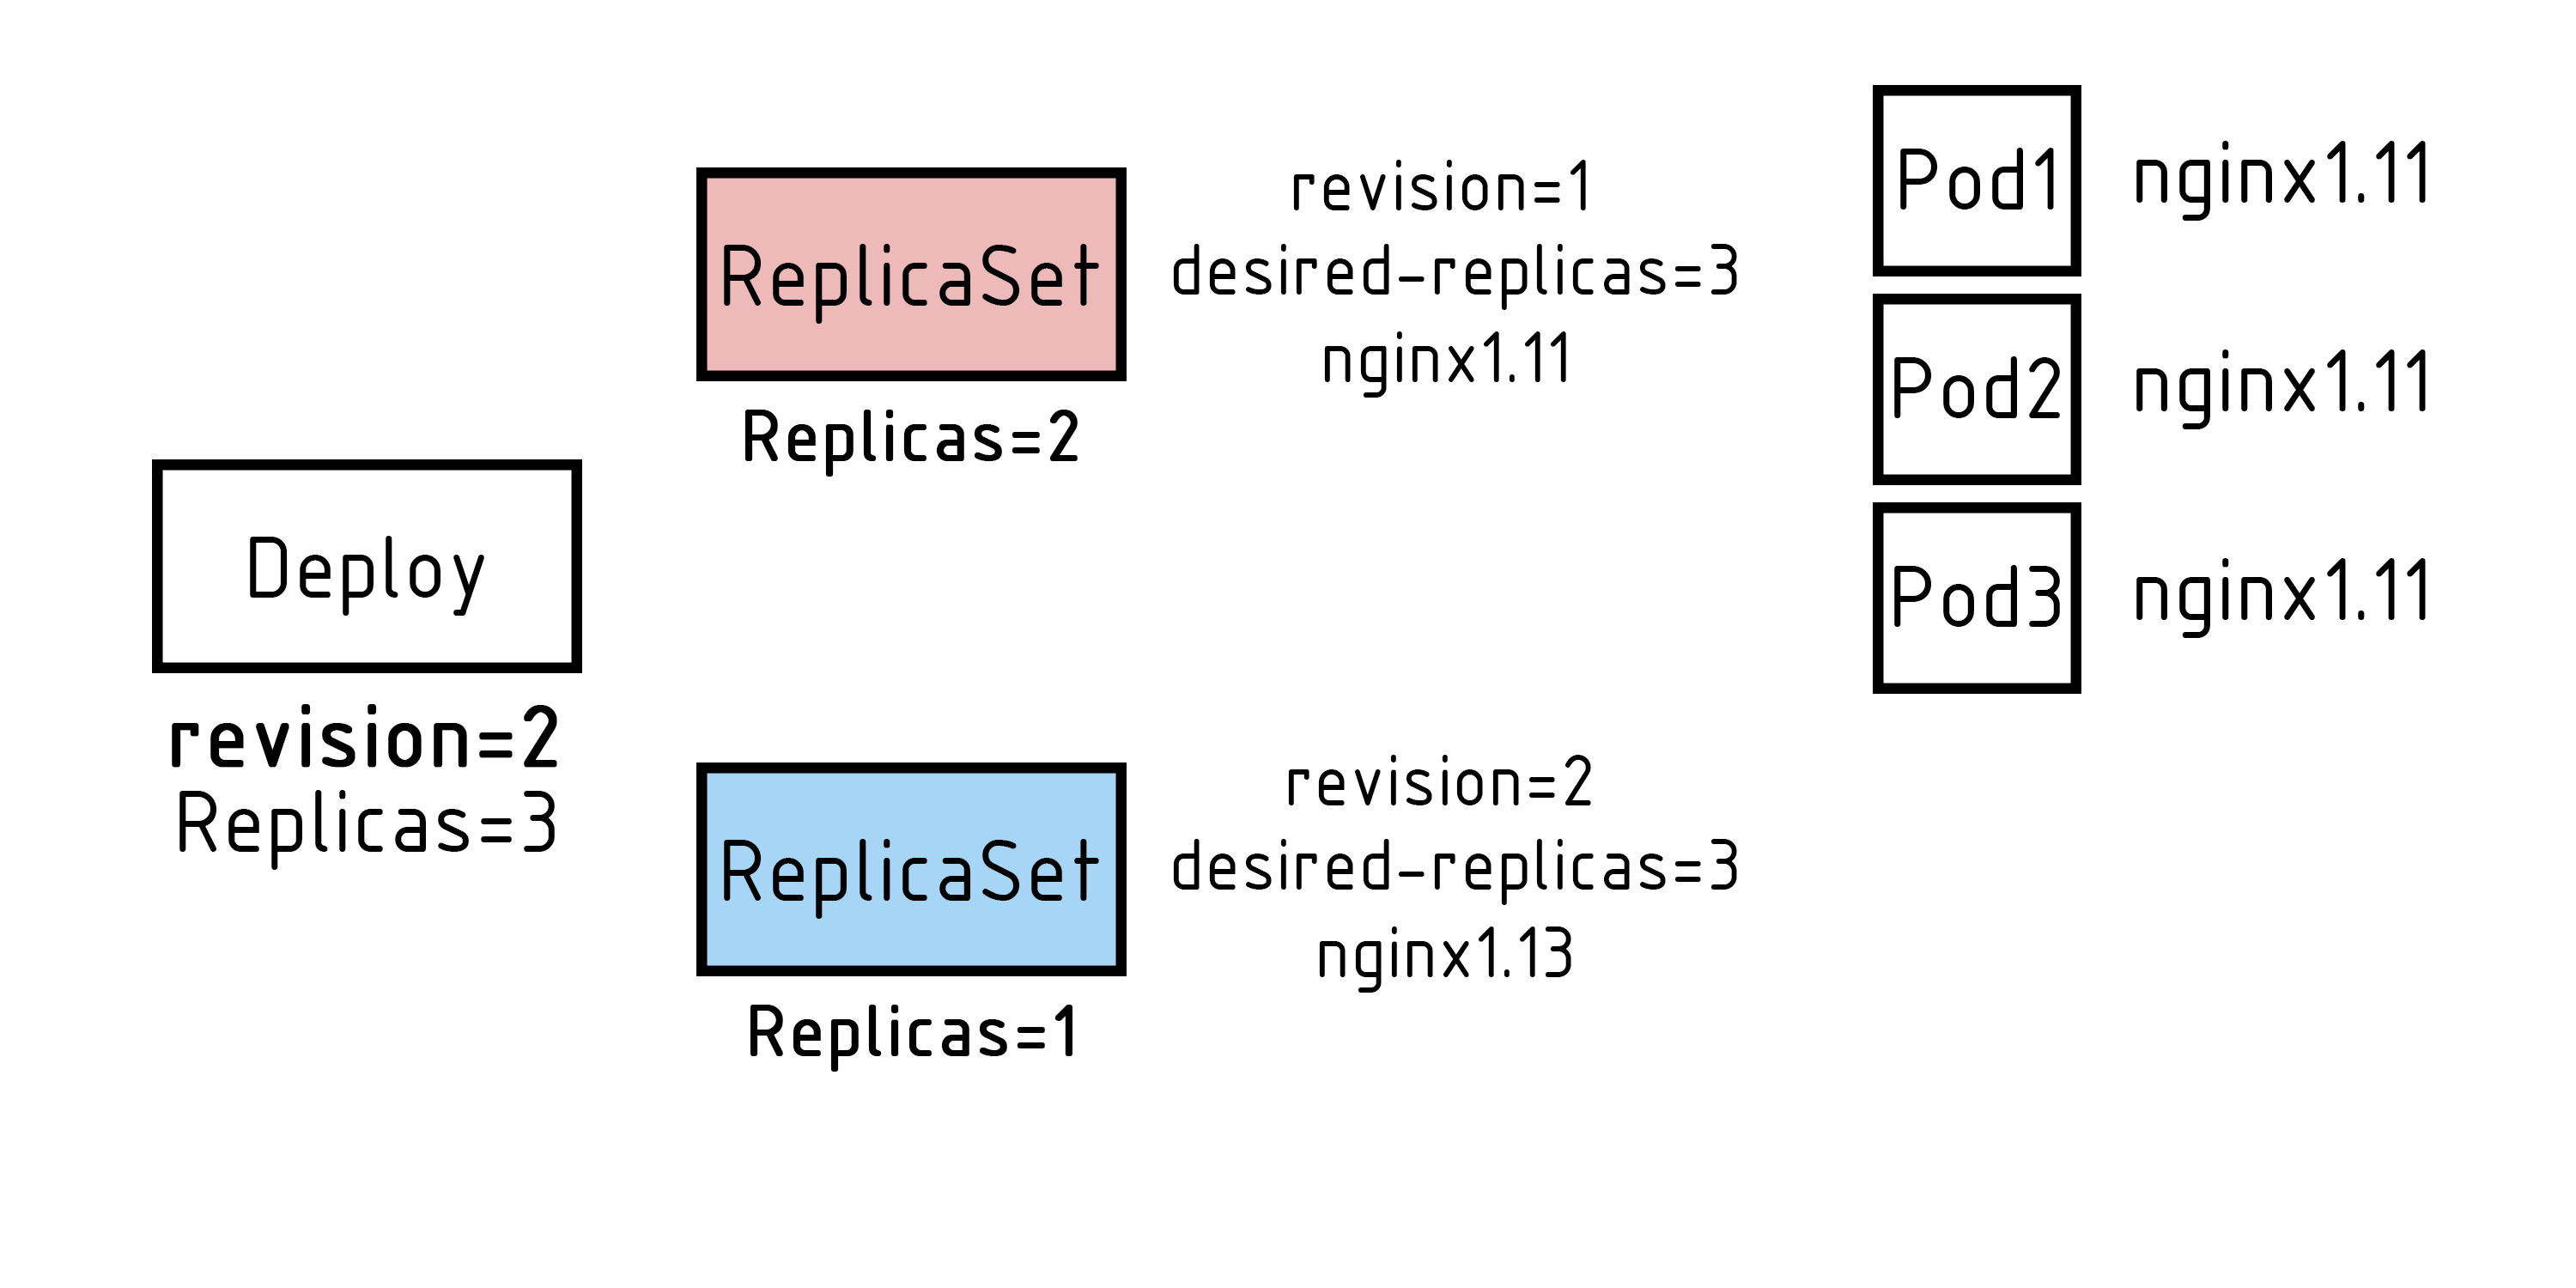 Deploy
revision=2
Replicas=3
ReplicaSet
Replicas=2
revision=1
desired-replicas=3
nginx1.11
ReplicaSet
Replicas=1
revision=2
desired-replicas=3
nginx1.13
Pod1 nginx1.11
Pod2 nginx1.11
Pod3 nginx1.11